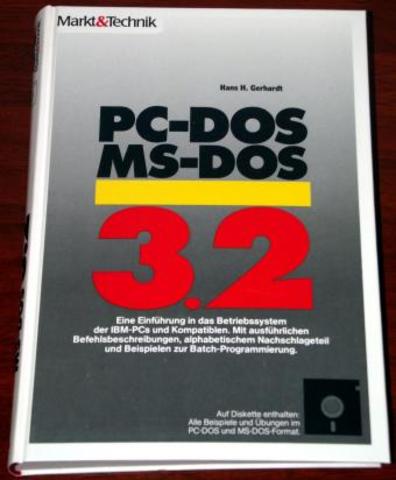 Markt&Technik
Hans H. Gerhardt
PC-DOS
MS-DOS
3.2
Eine Einführung in das Betriebssystem
der IBM-PCs und Kompatiblen. Mit ausführlichen
Befehlsbeschreibungen, alphabetischem Nachschlageteil
und Beispielen zur Batch-Programmierung.
Auf Diskette enthalten:
Alle Beispiele und Übungen im
PC-DOS und MS-DOS-Format.